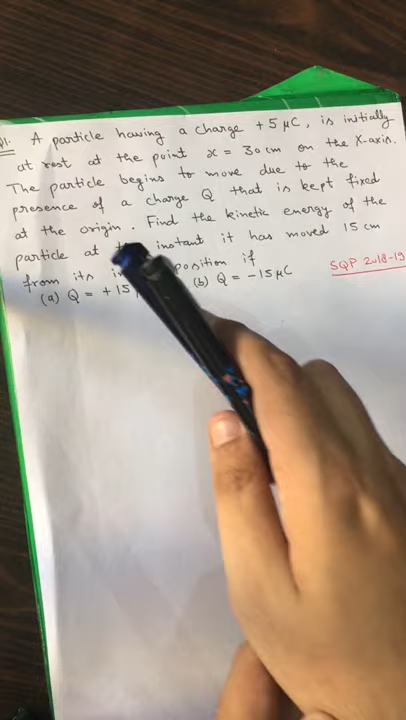 Q1. A particle having a charge +5 μC, is initially
at rest at the point x = 30 cm on the X-axis.
The particle begins to move due to the
presence of a charge Q that is kept fixed
at the origin. Find the kinetic energy of the
particle at instant it has moved 15 cm
from its position if
(a) Q = +15 (b) Q = -15 μC
SQP 2018-19